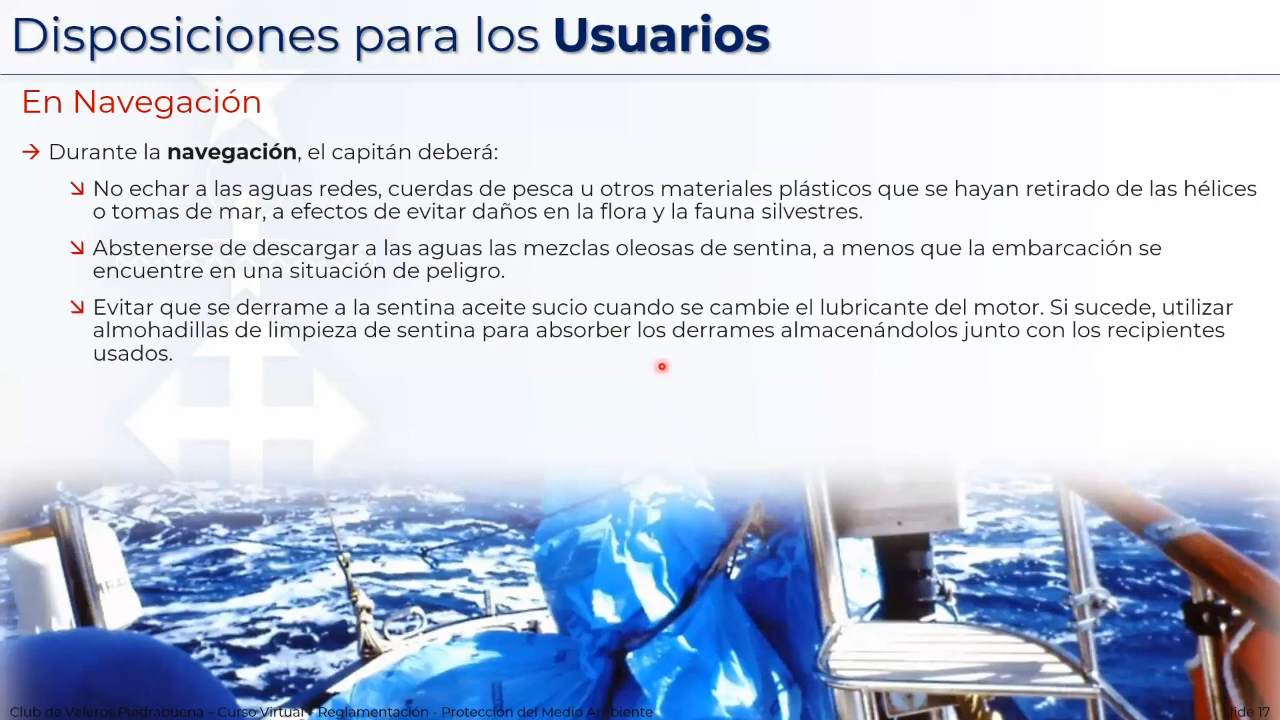 Disposiciones para los Usuarios
En Navegación
→ Durante la navegación, el capitán deberá:
↘ No echar a las aguas redes, cuerdas de pesca u otros materiales plásticos que se hayan retirado de las hélices
o tomas de mar, a efectos de evitar daños en la flora y la fauna silvestres.
↘ Abstenerse de descargar a las aguas las mezclas oleosas de sentina, a menos que la embarcación se
encuentre en una situación de peligro.
↘ Evitar que se derrame a la sentina aceite sucio cuando se cambie el lubricante del motor. Si sucede, utilizar
almohadillas de limpieza de sentina para absorber los derrames almacenándolos junto con los recipientes
usados.
Club de Veleros Piedrabuena – Curso Virtual - Reglamentación - Protección del Medio Ambiente
Slide 17